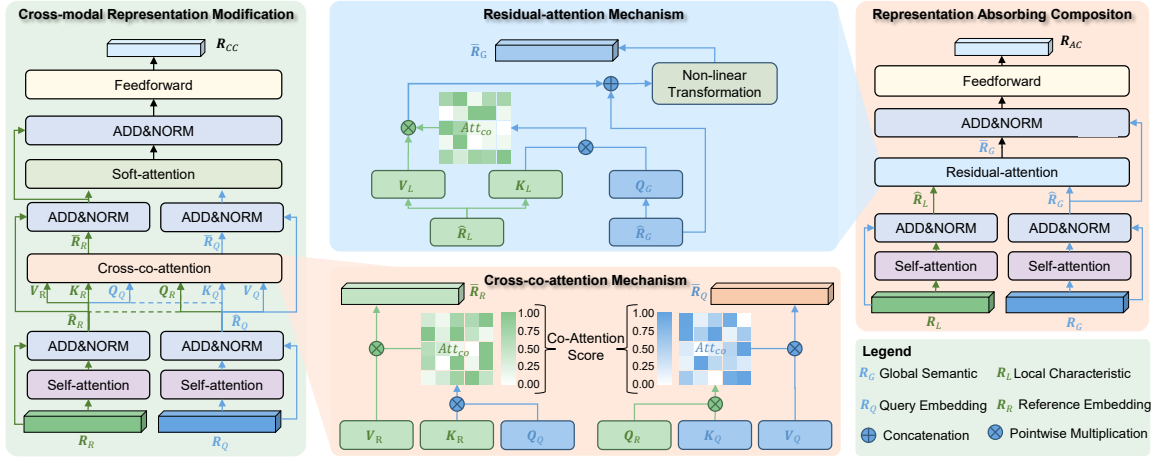 Cross-modal Representation Modification
R_CC
Feedforward
ADD&NORM
Soft-attention
ADD&NORM
ADD&NORM
R̄_R
R̄_Q
Cross-co-attention
V_R
K_R
Q_Q
Q_R
K_Q
V_Q
R̂_R
R̂_Q
ADD&NORM
ADD&NORM
Self-attention
Self-attention
R_R
R_Q
Residual-attention Mechanism
R̄_G
Non-linear
Transformation
Att_co
V_L
K_L
Q_G
R̂_L
R̂_G
Cross-co-attention Mechanism
R̄_R
R̄_Q
1.00
0.75
0.50
0.25
0.00
Co-Attention
Score
1.00
0.75
0.50
0.25
0.00
Att_co
Att_co
V_R
K_R
Q_Q
Q_R
K_Q
V_Q
Representation Absorbing Compositon
R_AC
Feedforward
ADD&NORM
R̄_G
Residual-attention
R̂_L
R̂_G
ADD&NORM
ADD&NORM
Self-attention
Self-attention
R_L
R_G
Legend
R_G Global Semantic
R_L Local Characteristic
R_Q Query Embedding
R_R Reference Embedding
Concatenation
Pointwise Multiplication